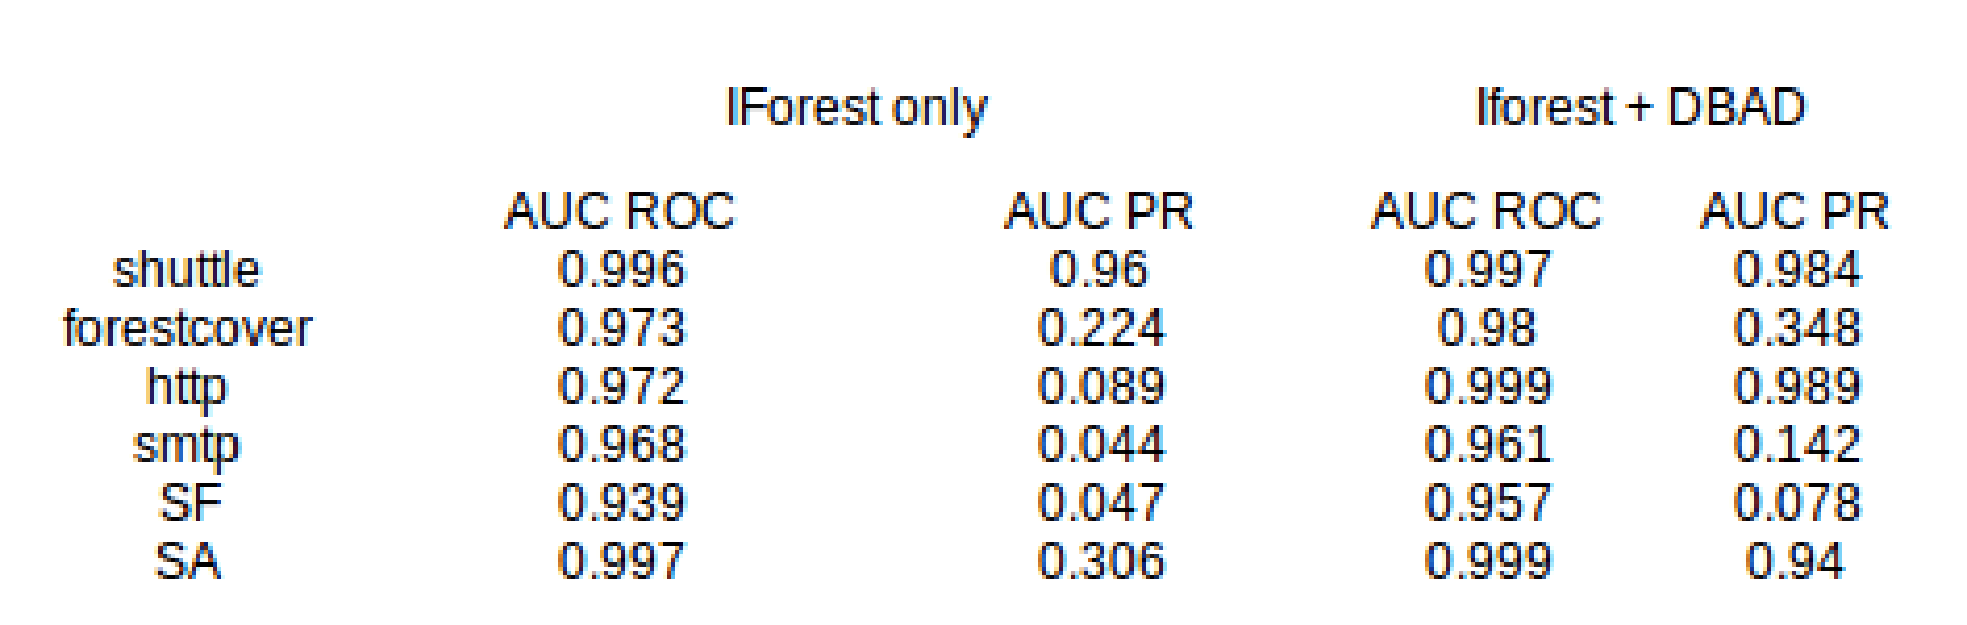 IForest only Iforest + DBAD
AUC ROC AUC PR AUC ROC AUC PR
shuttle 0.996 0.96 0.997 0.984
forestcover 0.973 0.224 0.98 0.348
http 0.972 0.089 0.999 0.989
smtp 0.968 0.044 0.961 0.142
SF 0.939 0.047 0.957 0.078
SA 0.997 0.306 0.999 0.94